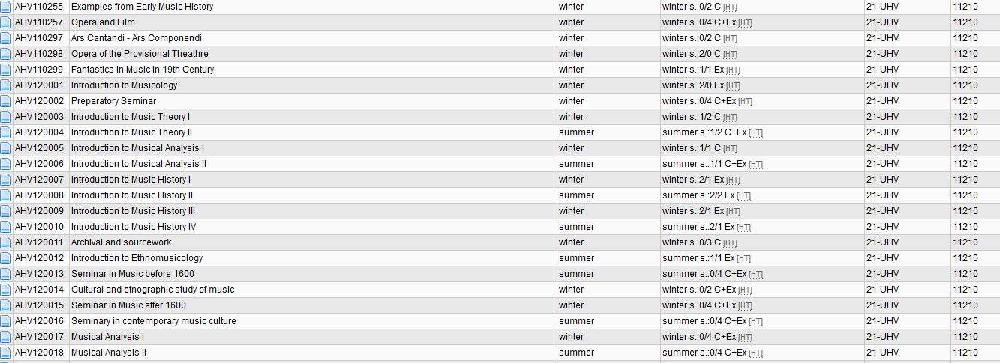 AHV110255 Examples from Early Music History winter winter s.:0/2 C [HT] 21-UHV 11210
AHV110257 Opera and Film winter winter s.:0/4 C+Ex [HT] 21-UHV 11210
AHV110297 Ars Cantandi - Ars Componendi winter winter s.:0/2 C [HT] 21-UHV 11210
AHV110298 Opera of the Provisional Theathre winter winter s.:2/0 C [HT] 21-UHV 11210
AHV110299 Fantastics in Music in 19th Century winter winter s.:1/1 Ex [HT] 21-UHV 11210
AHV120001 Introduction to Musicology winter winter s.:2/0 Ex [HT] 21-UHV 11210
AHV120002 Preparatory Seminar winter winter s.:0/4 C+Ex [HT] 21-UHV 11210
AHV120003 Introduction to Music Theory I winter winter s.:1/2 C [HT] 21-UHV 11210
AHV120004 Introduction to Music Theory II summer summer s.:1/2 C+Ex [HT] 21-UHV 11210
AHV120005 Introduction to Musical Analysis I winter winter s.:1/1 C [HT] 21-UHV 11210
AHV120006 Introduction to Musical Analysis II summer summer s.:1/1 C+Ex [HT] 21-UHV 11210
AHV120007 Introduction to Music History I winter winter s.:2/1 Ex [HT] 21-UHV 11210
AHV120008 Introduction to Music History II summer summer s.:2/2 Ex [HT] 21-UHV 11210
AHV120009 Introduction to Music History III winter winter s.:2/1 Ex [HT] 21-UHV 11210
AHV120010 Introduction to Music History IV summer summer s.:2/1 Ex [HT] 21-UHV 11210
AHV120011 Archival and sourcework winter winter s.:0/3 C [HT] 21-UHV 11210
AHV120012 Introduction to Ethnomusicology summer summer s.:1/1 Ex [HT] 21-UHV 11210
AHV120013 Seminar in Music before 1600 summer summer s.:0/4 C+Ex [HT] 21-UHV 11210
AHV120014 Cultural and etnographic study of music winter winter s.:0/2 C+Ex [HT] 21-UHV 11210
AHV120015 Seminar in Music after 1600 winter winter s.:0/4 C+Ex [HT] 21-UHV 11210
AHV120016 Seminary in contemporary music culture summer summer s.:0/4 C+Ex [HT] 21-UHV 11210
AHV120017 Musical Analysis I winter winter s.:0/4 C+Ex [HT] 21-UHV 11210
AHV120018 Musical Analysis II summer summer s.:0/4 C+Ex [HT] 21-UHV 11210